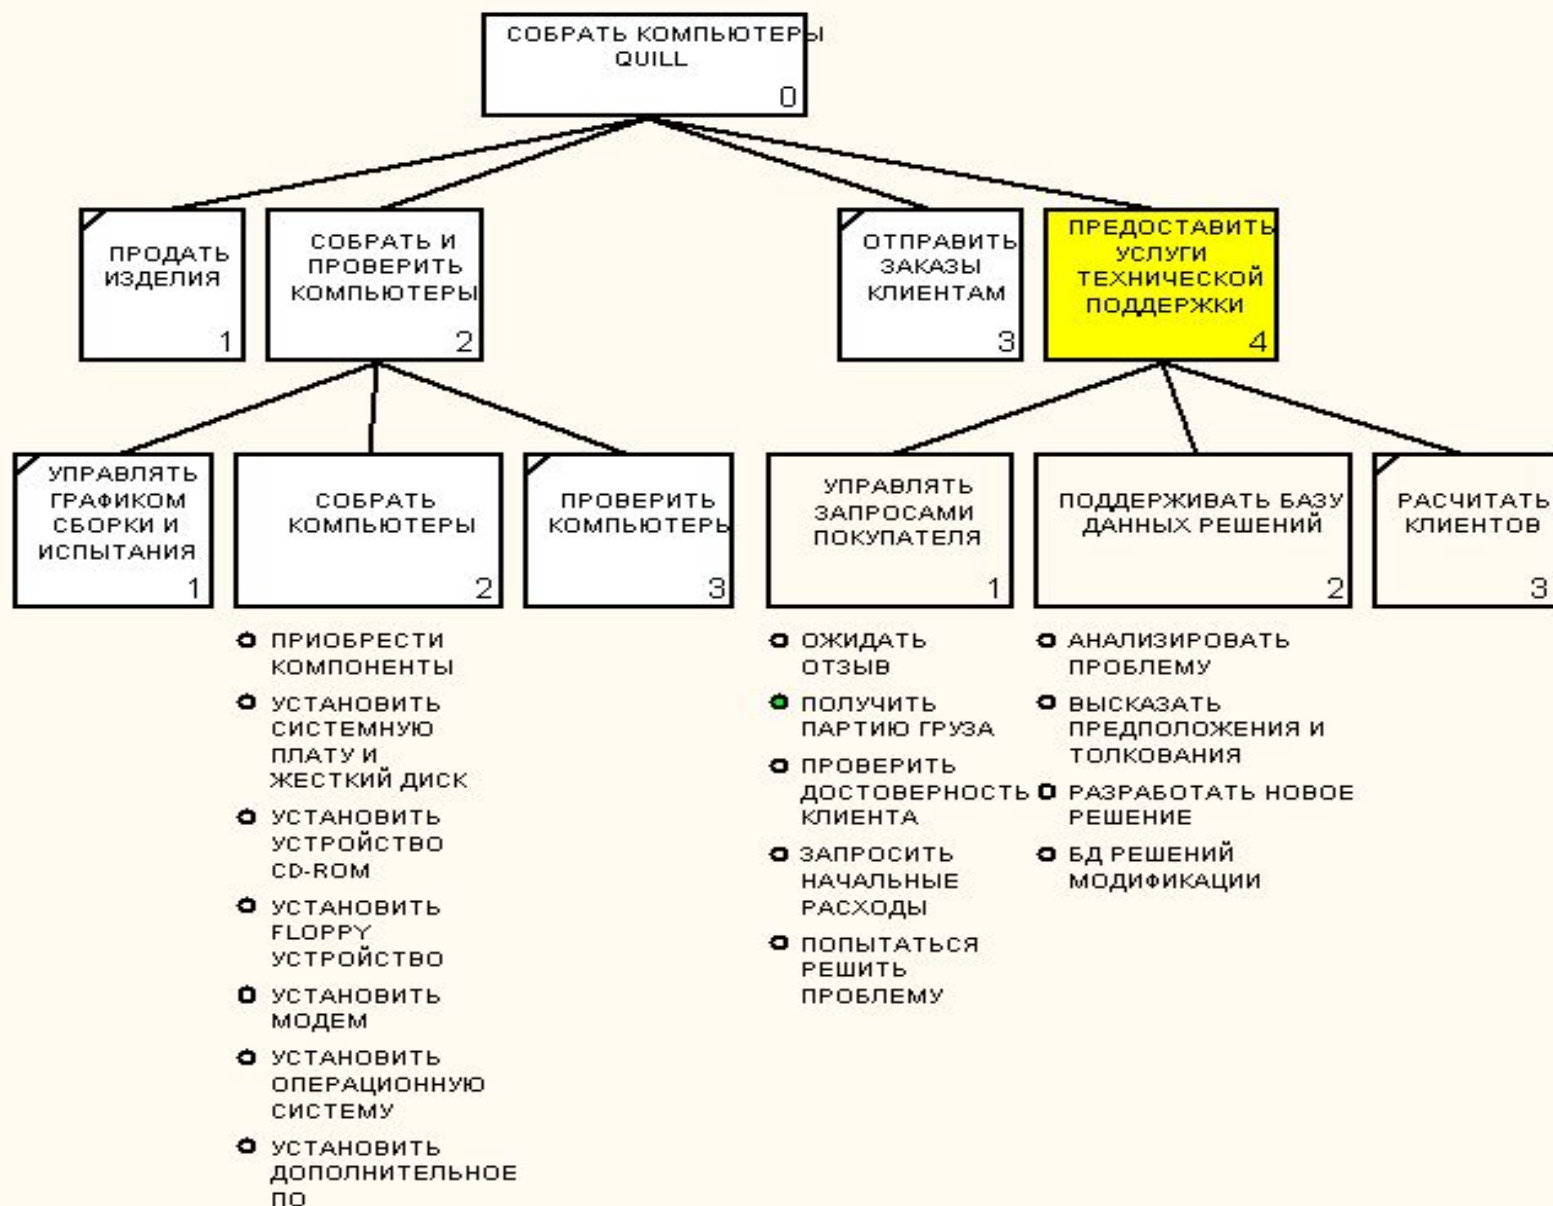 СОБРАТЬ КОМПЬЮТЕРЫ
QUILL
0
ПРОДАТЬ
ИЗДЕЛИЯ
1
СОБРАТЬ И
ПРОВЕРИТЬ
КОМПЬЮТЕРЫ
2
ОТПРАВИТЬ
ЗАКАЗЫ
КЛИЕНТАМ
3
ПРЕДОСТАВИТЬ
УСЛУГИ
ТЕХНИЧЕСКОЙ
ПОДДЕРЖКИ
4
УПРАВЛЯТЬ
ГРАФИКОМ
СБОРКИ И
ИСПЫТАНИЯ
1
СОБРАТЬ
КОМПЬЮТЕРЫ
2
ПРОВЕРИТЬ
КОМПЬЮТЕРЬ
3
УПРАВЛЯТЬ
ЗАПРОСАМИ
ПОКУПАТЕЛЯ
1
ПОДДЕРЖИВАТЬ БАЗУ
ДАННЫХ РЕШЕНИЙ
2
РАСЧИТАТЬ
КЛИЕНТОВ
3
ПРИОБРЕСТИ
КОМПОНЕНТЫ
УСТАНОВИТЬ
СИСТЕМНУЮ
ПЛАТУ И
ЖЕСТКИЙ ДИСК
УСТАНОВИТЬ
УСТРОЙСТВО
CD-ROM
УСТАНОВИТЬ
FLOPPY
УСТРОЙСТВО
УСТАНОВИТЬ
МОДЕМ
УСТАНОВИТЬ
ОПЕРАЦИОННУЮ
СИСТЕМУ
УСТАНОВИТЬ
ДОПОЛНИТЕЛЬНОЕ
ПО
ОЖИДАТЬ
ОТЗЫВ
ПОЛУЧИТЬ
ПАРТИЮ ГРУЗА
ПРОВЕРИТЬ
ДОСТОВЕРНОСТЬ
КЛИЕНТА
ЗАПРОСИТЬ
НАЧАЛЬНЫЕ
РАСХОДЫ
ПОПЫТАТЬСЯ
РЕШИТЬ
ПРОБЛЕМУ
АНАЛИЗИРОВАТЬ
ПРОБЛЕМУ
ВЫСКАЗАТЬ
ПРЕДПОЛОЖЕНИЯ И
ТОЛКОВАНИЯ
РАЗРАБОТАТЬ НОВОЕ
РЕШЕНИЕ
БД РЕШЕНИЙ
МОДИФИКАЦИИ